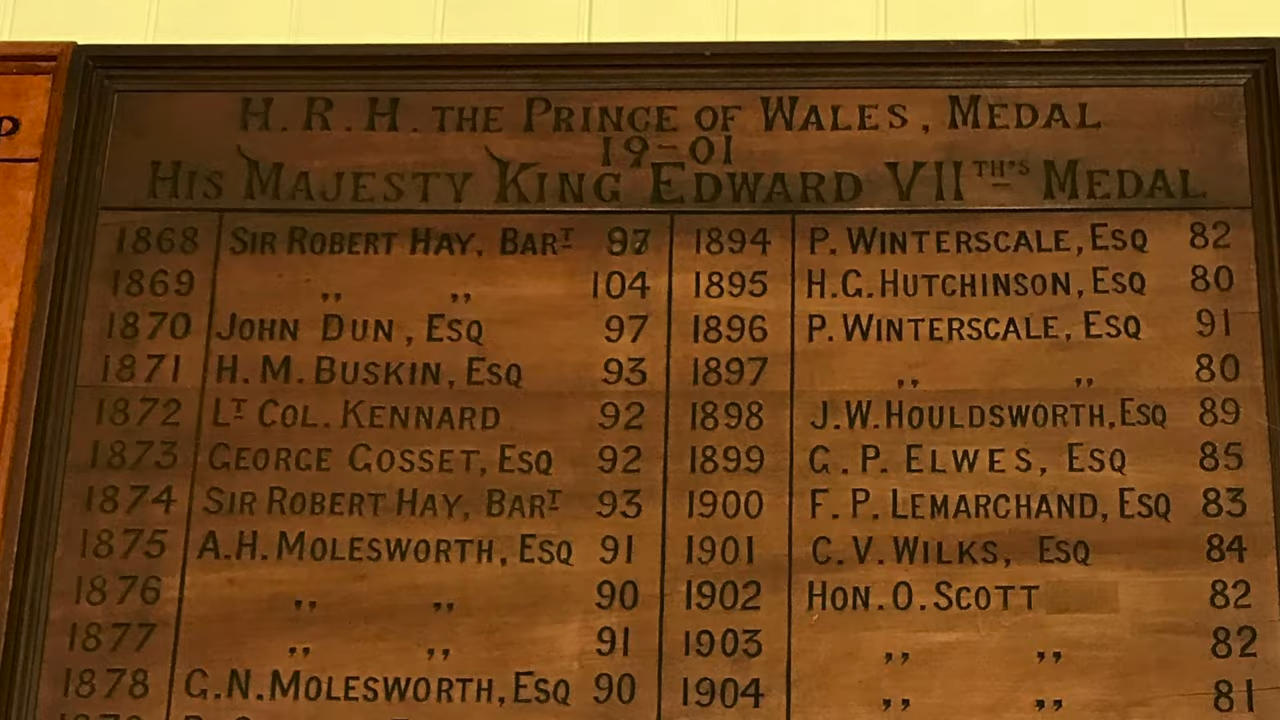 H.R.H. THE PRINCE OF WALES, MEDAL
19-01
HIS MAJESTY KING EDWARD VIITH'S MEDAL
1868 SIR ROBERT HAY, BART 1894 P. WINTERSCALE, ESQ 82
1869 ,, ,, 104 1895 H.G. HUTCHINSON, ESQ 80
1870 JOHN DUN, ESQ 97 1896 P. WINTERSCALE, ESQ 91
1871 H. M. BUSKIN, ESQ 93 1897 ,, ,, 80
1872 LT COL. KENNARD 92 1898 J.W. HOULDSWORTH, ESQ 89
1873 GEORGE GOSSET, ESQ 92 1899 G. P. ELWES, ESQ 85
1874 SIR ROBERT HAY, BART 93 1900 F. P. LEMARCHAND, ESQ 83
1875 A.H. MOLESWORTH, ESQ 91 1901 C. V. WILKS, ESQ 84
1876 ,, ,, 90 1902 HON. O. SCOTT 82
1877 ,, ,, 91 1903 ,, ,, 82
1878 G.N. MOLESWORTH, ESQ 90 1904 ,, ,, 81